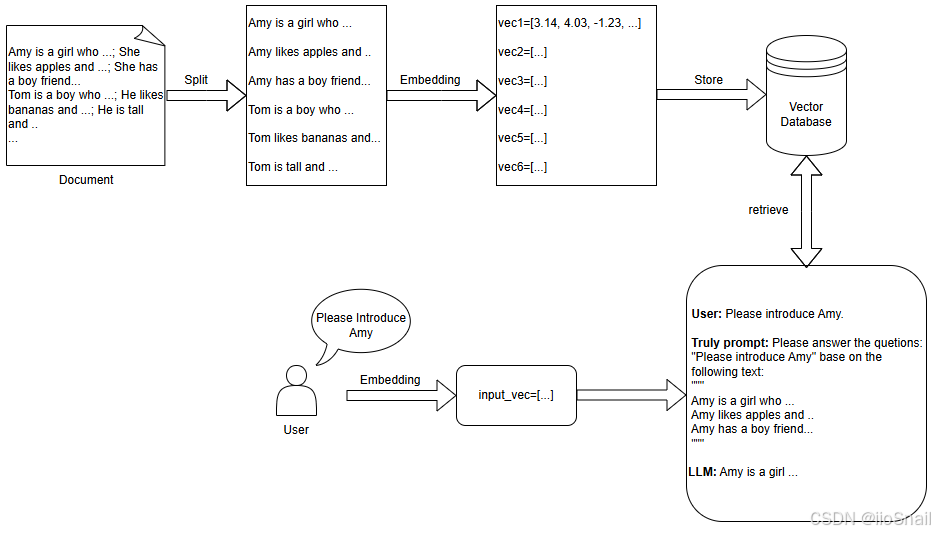 Amy is a girl who ...; She
likes apples and ...; She has
a boy friend...
Tom is a boy who ...; He likes
bananas and ...; He is tall
and ..
...
Document
Split
Amy is a girl who ...
Amy likes apples and ..
Amy has a boy friend...
Tom is a boy who ...
Tom likes bananas and...
Tom is tall and ...
Embedding
vec1=[3.14, 4.03, -1.23, ...]
vec2=[...]
vec3=[...]
vec4=[...]
vec5=[...]
vec6=[...]
Store
Vector
Database
retrieve
Please Introduce
Amy
User
Embedding
input_vec=[...]
User: Please introduce Amy.
Truly prompt: Please answer the quetions:
"Please introduce Amy" base on the
following text:
"""
Amy is a girl who ...
Amy likes apples and ..
Amy has a boy friend...
"""
LLM: Amy is a girl ...
CSDN @iioSnail